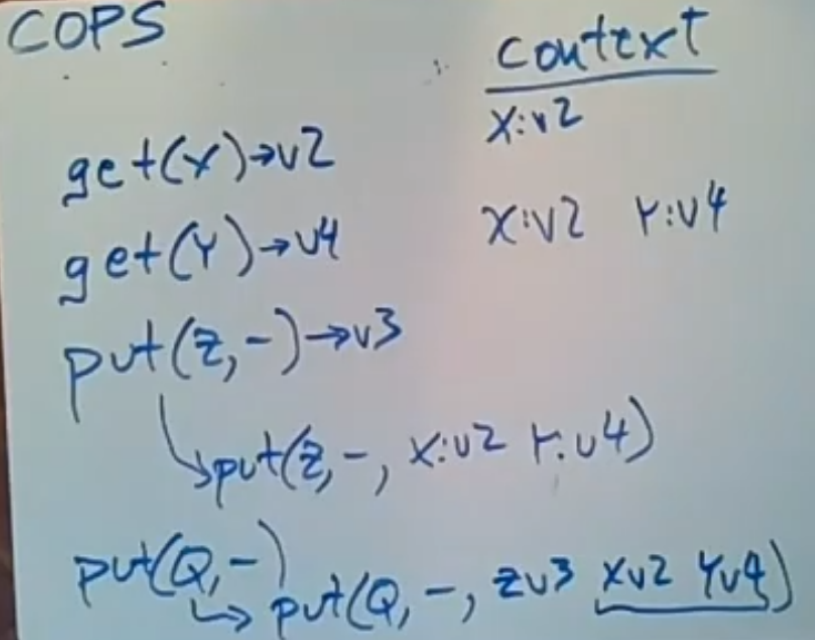 COPS
context
get(X)→v2
X:v2
get(Y)→v4
X:v2 Y:v4
put(Z,-)→v3
↳put(Z,-, X:v2 Y:v4)
put(Q,-)
↳put(Q,-, Zv3 Xv2 Yv4)